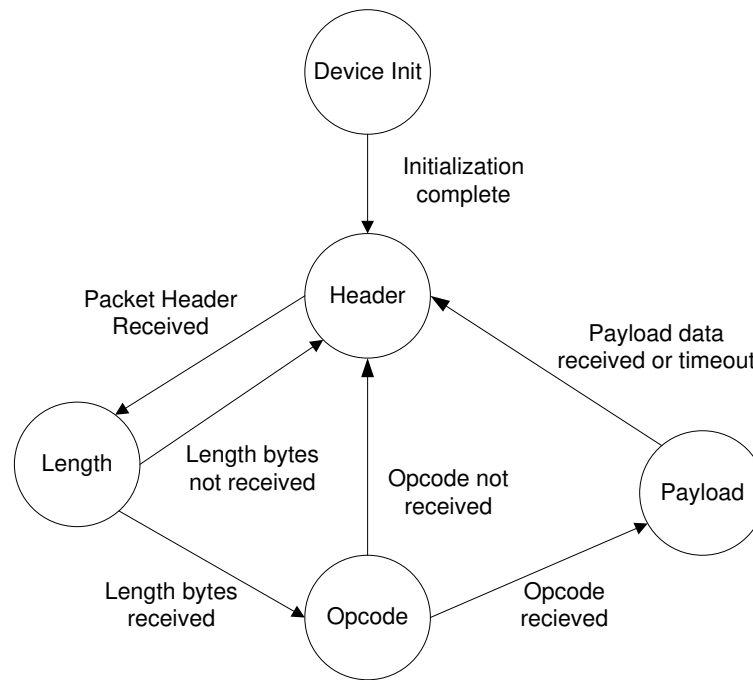 Device Init
Initialization
complete
Header
Packet Header
Received
Payload data
received or timeout
Length
Length bytes
not received
Opcode not
received
Payload
Length bytes
received
Opcode
Opcode
recieved